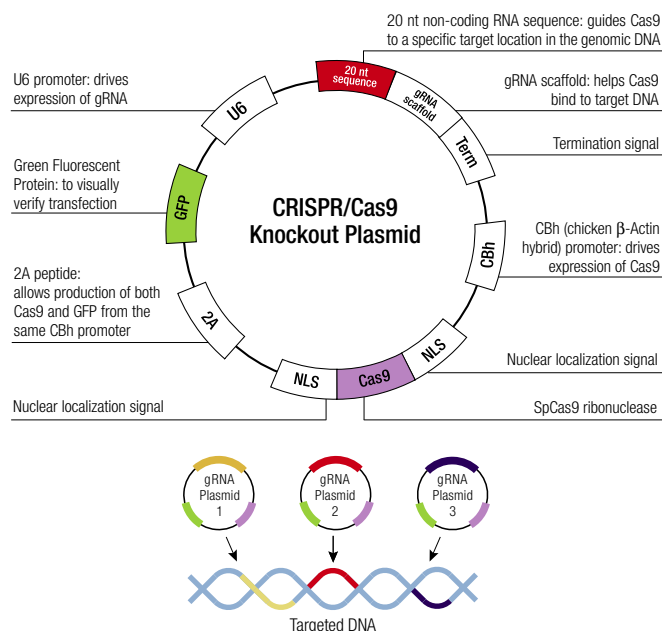 20 nt non-coding RNA sequence: guides Cas9
to a specific target location in the genomic DNA
U6 promoter: drives
expression of gRNA
20 nt
sequence
gRNA
scaffold
gRNA scaffold: helps Cas9
bind to target DNA
U6
Term
Termination signal
Green Fluorescent
Protein: to visually
verify transfection
GFP
CRISPR/Cas9
Knockout Plasmid
CBh
CBh (chicken β-Actin
hybrid) promoter: drives
expression of Cas9
2A peptide:
allows production of both
Cas9 and GFP from the
same CBh promoter
2A
NLS
Cas9
NLS
Nuclear localization signal
Nuclear localization signal
SpCas9 ribonuclease
gRNA
Plasmid
1
gRNA
Plasmid
2
gRNA
Plasmid
3
Targeted DNA